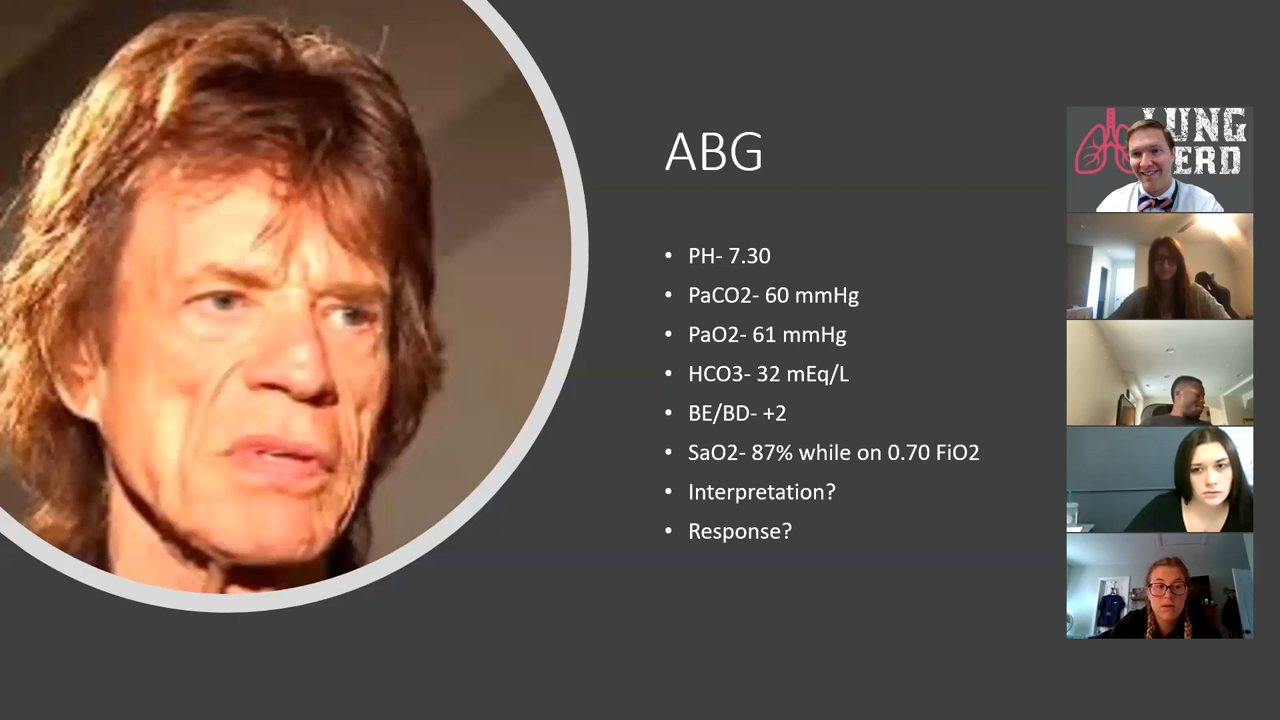 ABG
• PH- 7.30
• PaCO2- 60 mmHg
• PaO2- 61 mmHg
• HCO3- 32 mEq/L
• BE/BD- +2
• SaO2- 87% while on 0.70 FiO2
• Interpretation?
• Response?
LUNG
ERD